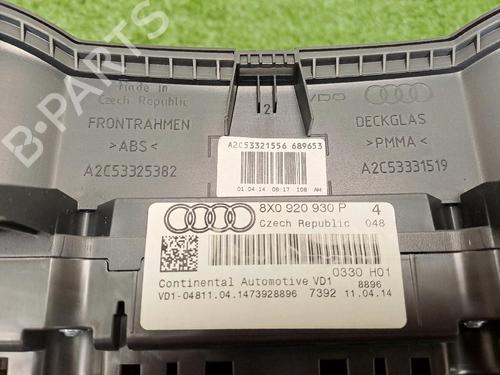 Made in
Czech Republic
FRONTRAHMEN
>ABS<
A2C53325382
2
VDO
DECKGLAS
>PMMA<
A2C53331519
A2C53321556 689653
01.04.14 08:17 108 AH
8X0 920 930 P 4
Czech Republic 048
0330 H01
Continental Automotive VD1 8896
VD1-04811.04.1473928896 7392 11.04.14
B-PARTS